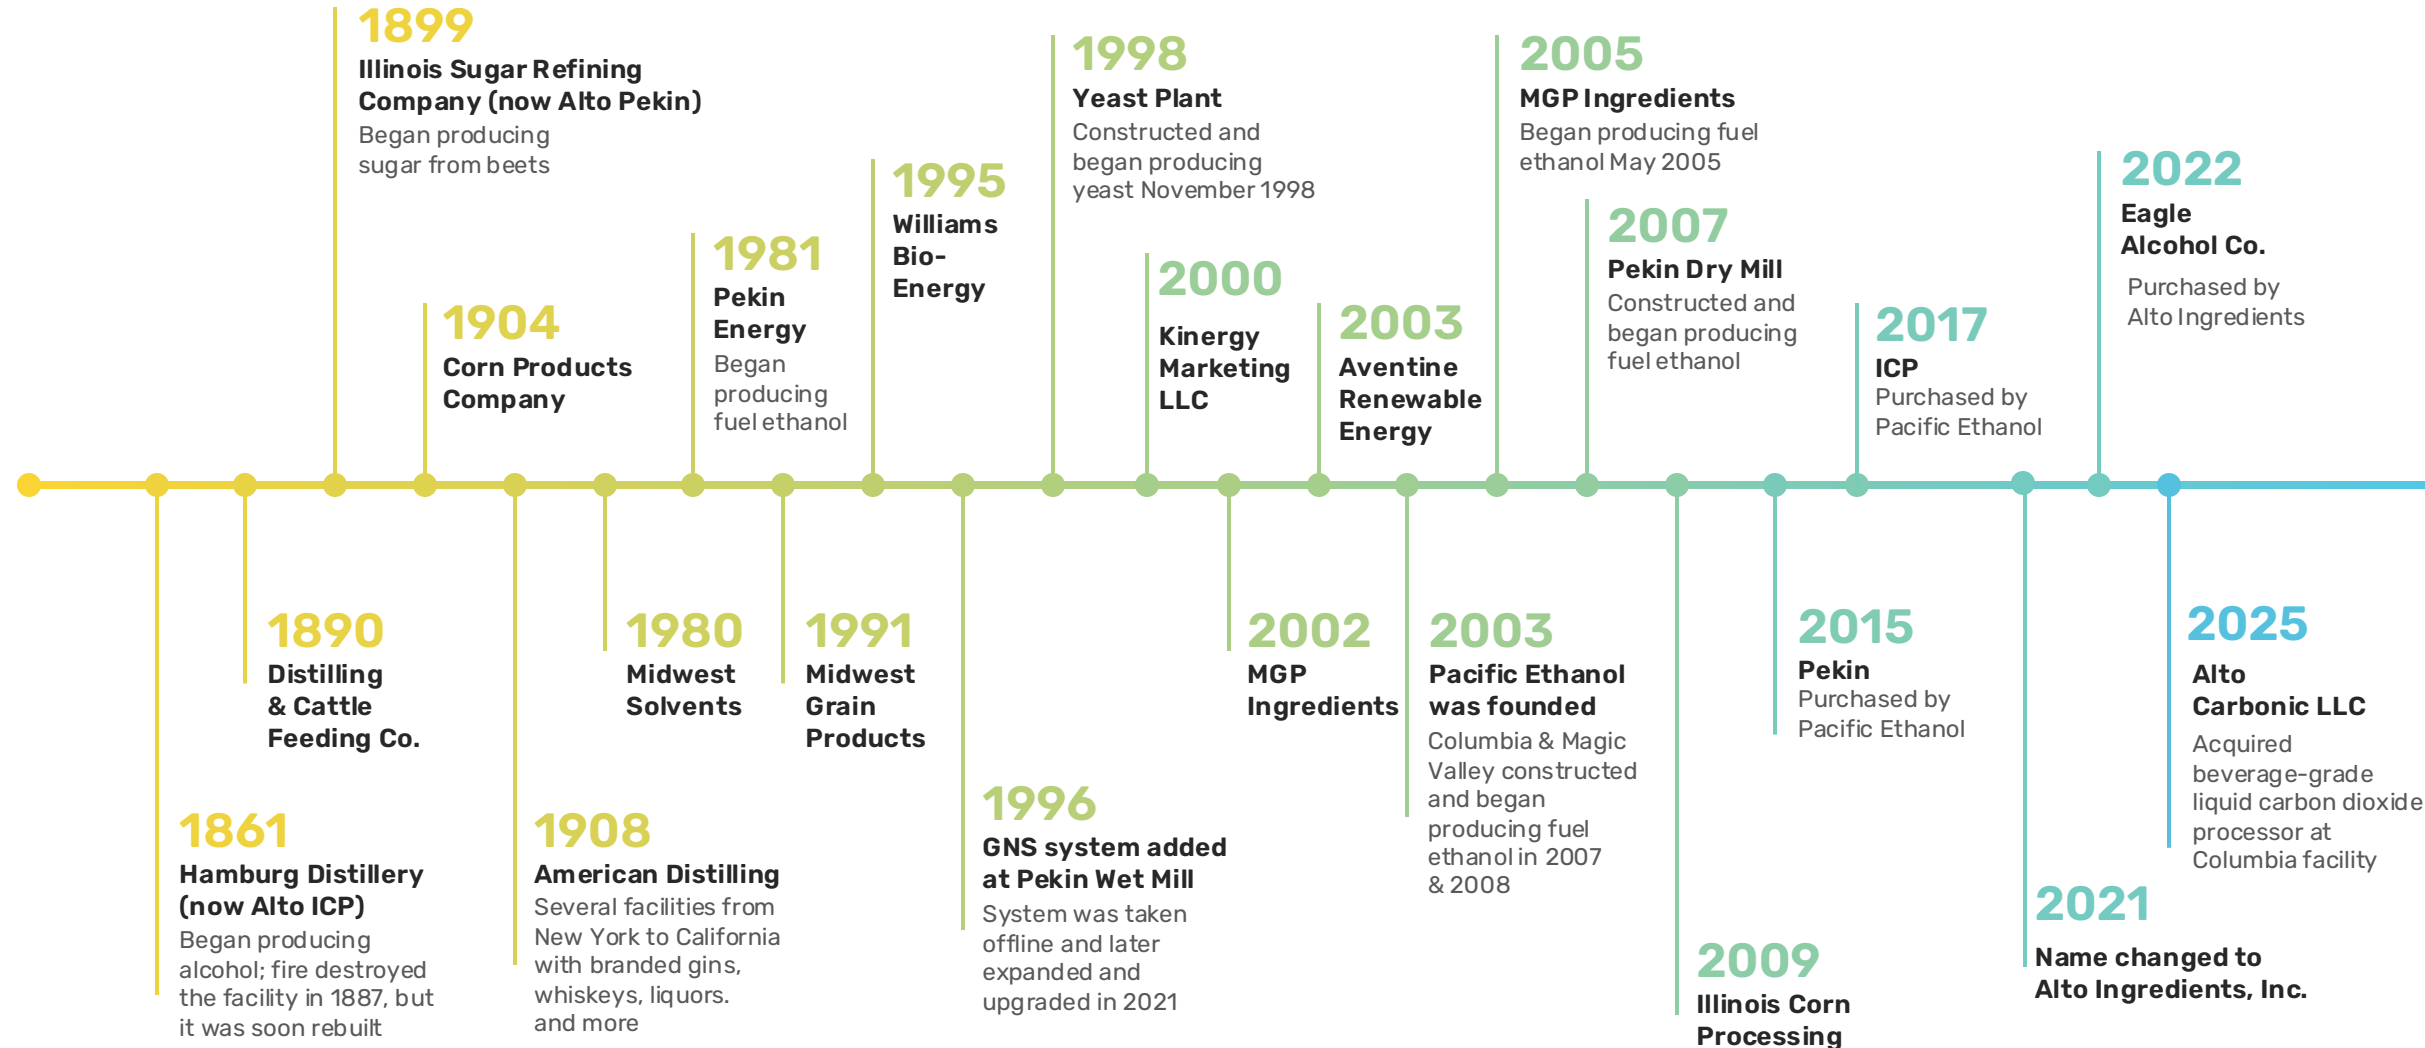 1899
Illinois Sugar Refining
Company (now Alto Pekin)
Began producing
sugar from beets
1904
Corn Products
Company
1981
Pekin
Energy
Began
producing
fuel ethanol
1995
Williams
Bio-
Energy
1998
Yeast Plant
Constructed and
began producing
yeast November 1998
2000
Kinergy
Marketing
LLC
2003
Aventine
Renewable
Energy
2005
MGP Ingredients
Began producing fuel
ethanol May 2005
2007
Pekin Dry Mill
Constructed and
began producing
fuel ethanol
2017
ICP
Purchased by
Pacific Ethanol
2022
Eagle
Alcohol Co.
Purchased by
Alto Ingredients
1861
Hamburg Distillery
(now Alto ICP)
Began producing
alcohol; fire destroyed
the facility in 1887, but
it was soon rebuilt
1890
Distilling
& Cattle
Feeding Co.
1908
American Distilling
Several facilities from
New York to California
with branded gins,
whiskeys, liquors.
and more
1980
Midwest
Solvents
1991
Midwest
Grain
Products
1996
GNS system added
at Pekin Wet Mill
System was taken
offline and later
expanded and
upgraded in 2021
2002
MGP
Ingredients
2003
Pacific Ethanol
was founded
Columbia & Magic
Valley constructed
and began
producing fuel
ethanol in 2007
& 2008
2009
Illinois Corn
Processing
2015
Pekin
Purchased by
Pacific Ethanol
2021
Name changed to
Alto Ingredients, Inc.
2025
Alto
Carbonic LLC
Acquired
beverage-grade
liquid carbon dioxide
processor at
Columbia facility